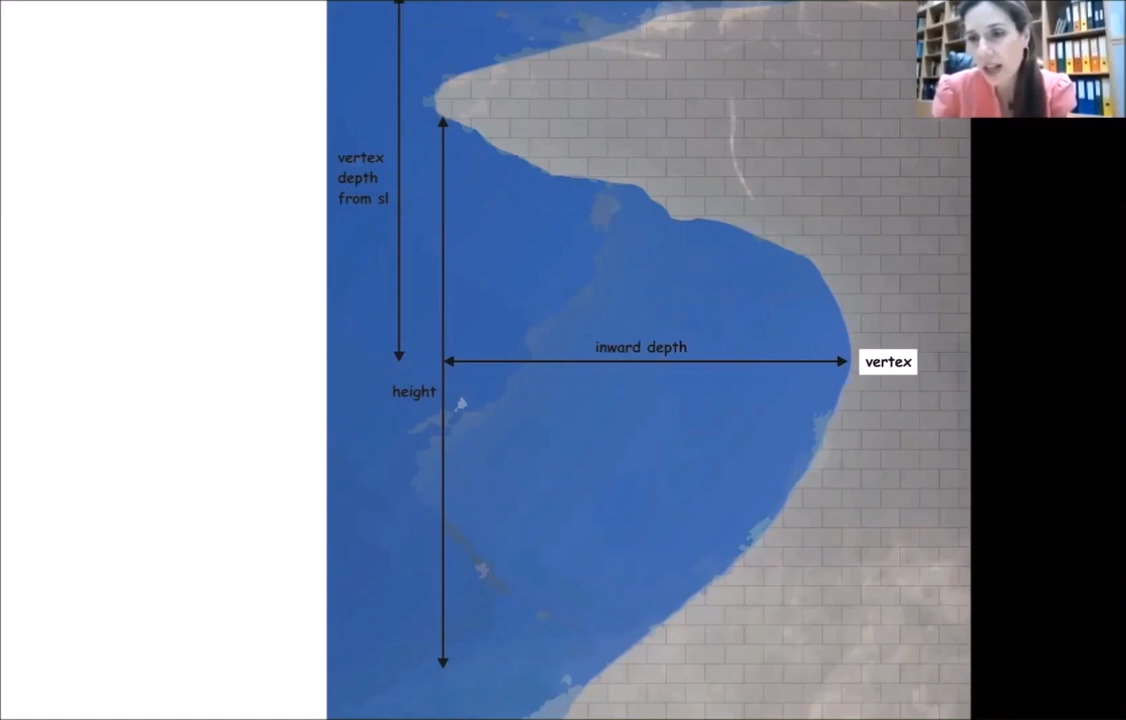 vertex
depth
from sl
inward depth
vertex
height